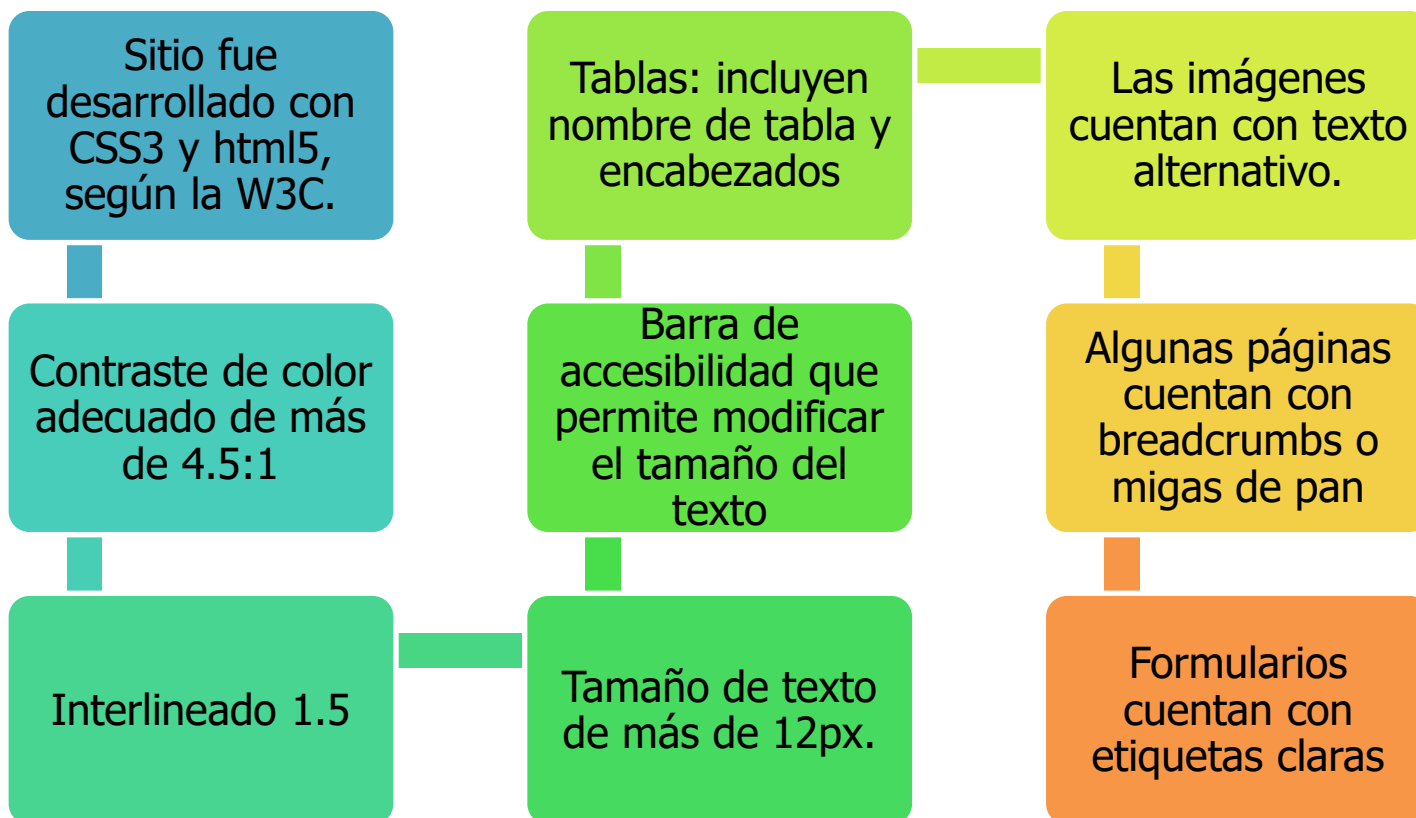 Sitio fue
desarrollado con
CSS3 y html5,
según la W3C.
Contraste de color
adecuado de más
de 4.5:1
Interlineado 1.5
Tamaño de texto
de más de 12px.
Barra de
accesibilidad que
permite modificar
el tamaño del
texto
Tablas: incluyen
nombre de tabla y
encabezados
Las imágenes
cuentan con texto
alternativo.
Algunas páginas
cuentan con
breadcrumbs o
migas de pan
Formularios
cuentan con
etiquetas claras